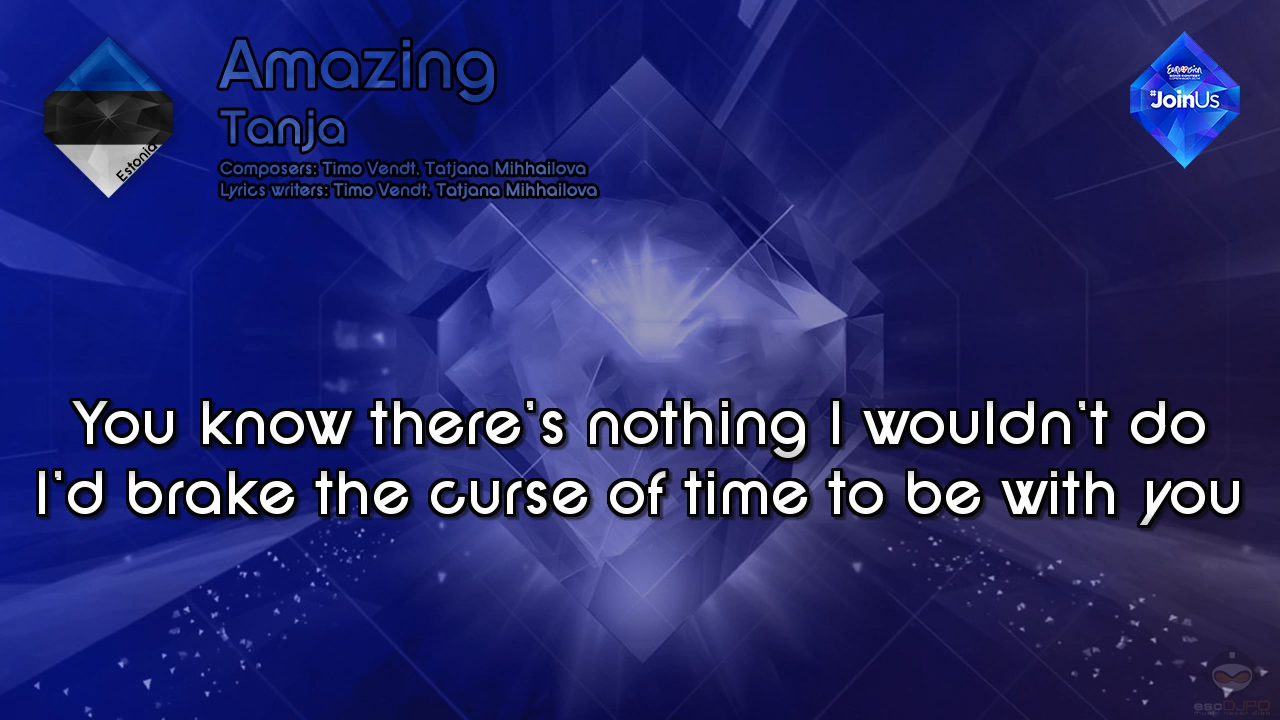 Amazing
Tanja
Composers: Timo Vendt, Tatjana Mihhailova
Lyrics writers: Timo Vendt, Tatjana Mihhailova
Estonia
#JoinUs
You know there's nothing I wouldn't do
I'd brake the curse of time to be with you
esoDJPO